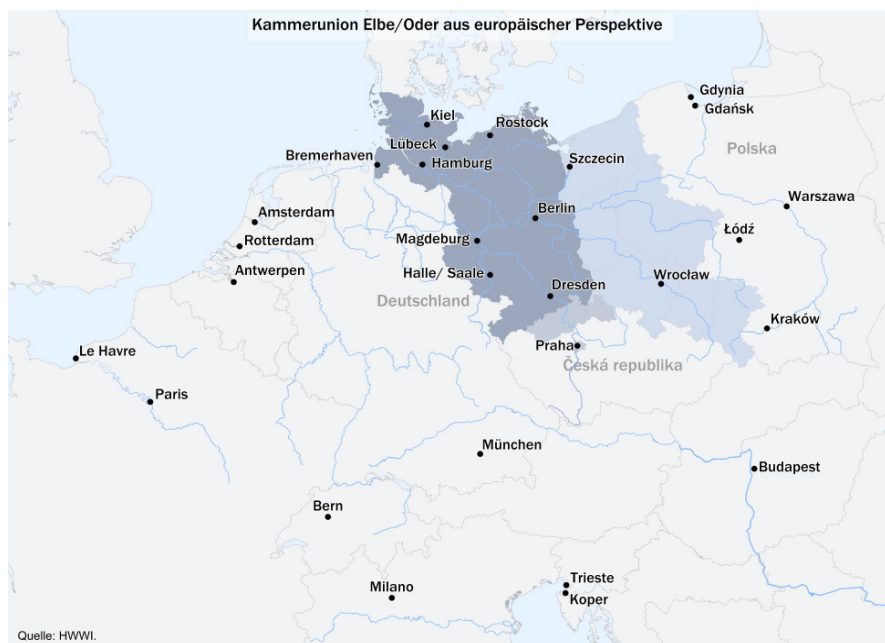 Kammerunion Elbe/Oder aus europäischer Perspektive
Gdynia
Gdańsk
Kiel
Rostock
Lübeck
Polska
Bremerhaven
Hamburg
Szczecin
Warszawa
Amsterdam
Berlin
Łódź
Rotterdam
Magdeburg
Antwerpen
Halle/ Saale
Wrocław
Deutschland
Dresden
Kraków
Le Havre
Praha
Česká republika
Paris
München
Budapest
Bern
Trieste
Milano
Koper
Quelle: HWWI.